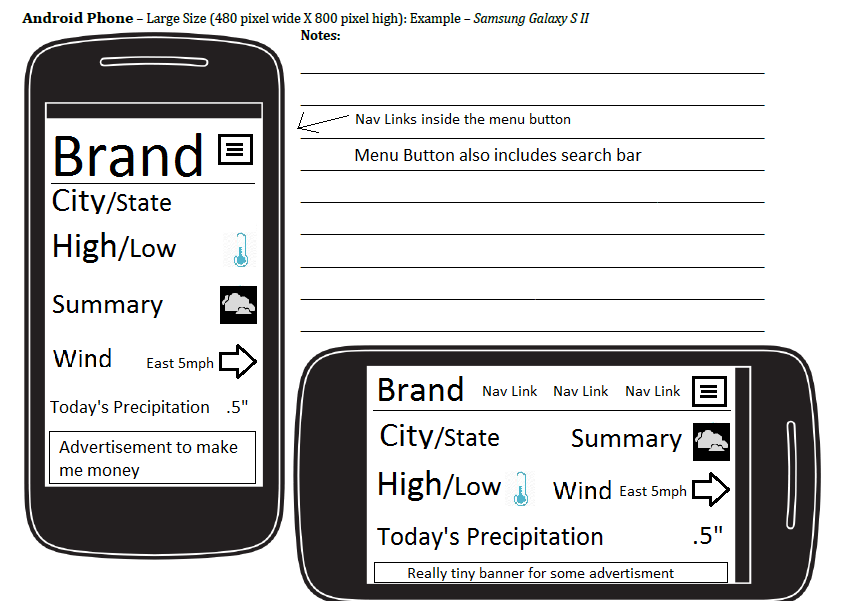 Android Phone – Large Size (480 pixel wide X 800 pixel high): Example – Samsung Galaxy S II
Notes:
Nav Links inside the menu button
Menu Button also includes search bar
Brand
City/State
High/Low
Summary
Wind East 5mph
Today's Precipitation .5"
Advertisement to make
me money
Brand Nav Link Nav Link Nav Link
City/State Summary
High/Low Wind East 5mph
Today's Precipitation .5"
Really tiny banner for some advertisment